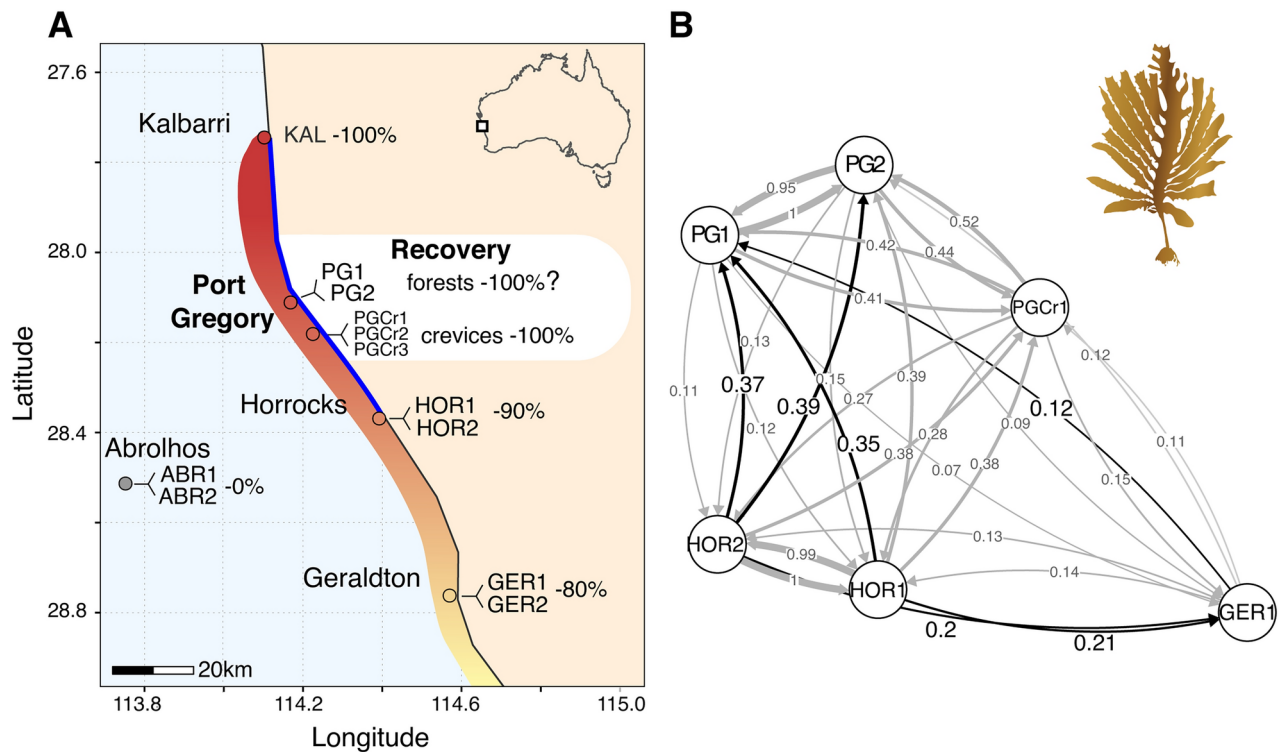 A
27.6
28.0
28.4
28.8
Latitude
113.8
114.2
114.6
115.0
Longitude
Kalbarri
KAL -100%
Recovery
forests -100%?
Port
Gregory
PG1
PG2
PGCr1
PGCr2
PGCr3
crevices -100%
Horrocks
HOR1
HOR2
-90%
Abrolhos
ABR1
ABR2
-0%
Geraldton
GER1
GER2
-80%
20km
B
PG2
0.95
1
PG1
0.52
0.42
0.44
0.41
PGCr1
0.13
0.12
0.11
0.37
0.15
0.39
0.27
0.39
0.12
0.12
0.35
0.28
0.09
0.11
0.38
0.07
0.38
0.15
HOR2
0.99
1
0.13
HOR1
0.14
GER1
0.2
0.21